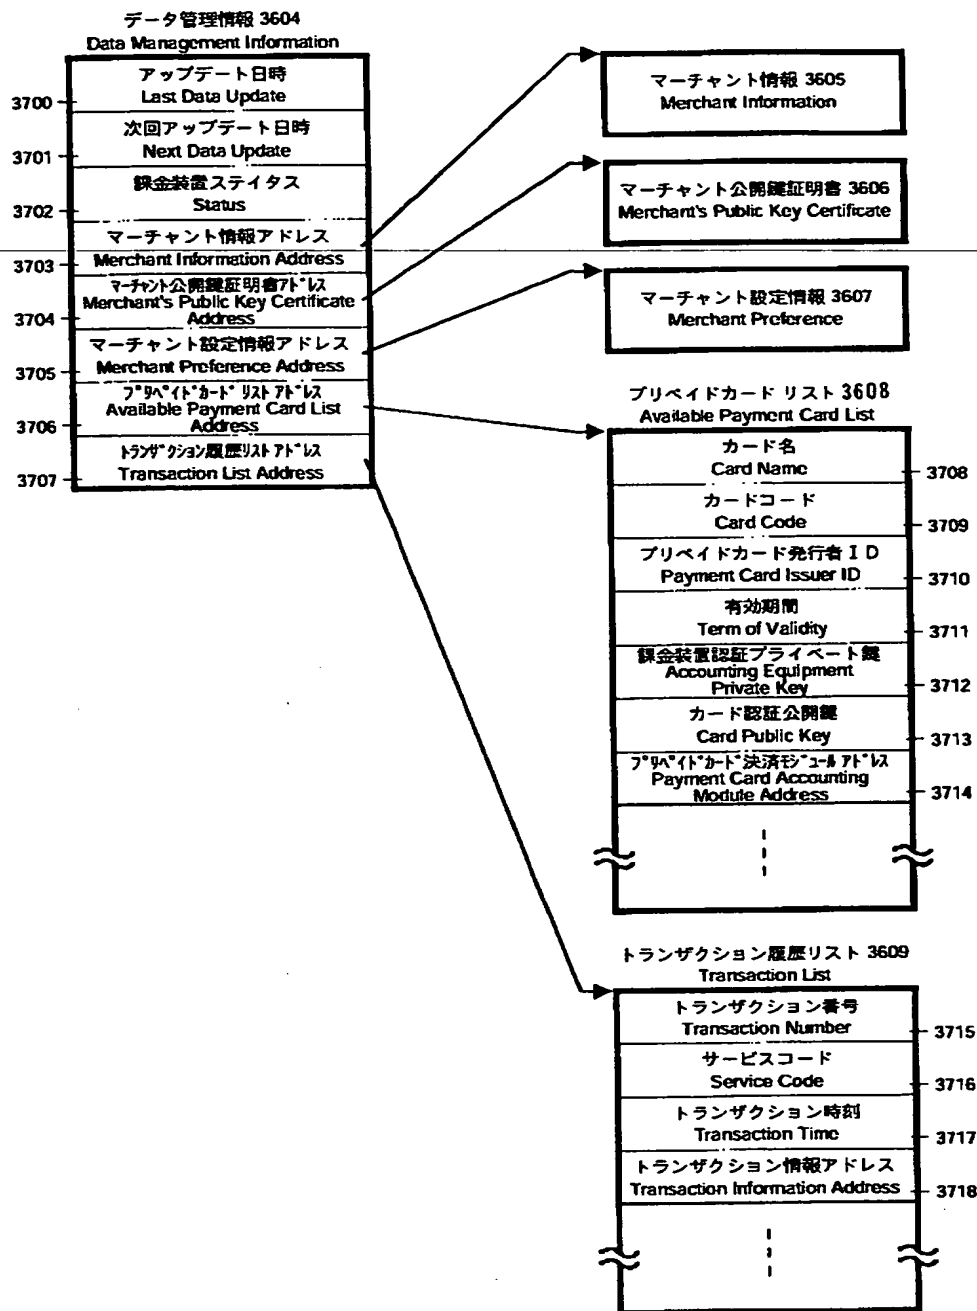 データ管理情報 3604
Data Management Information
アップデート日時
Last Data Update
3700
次回アップデート日時
Next Data Update
3701
課金装置ステイタス
Status
3702
マーチャント情報アドレス
Merchant Information Address
3703
マーチャント公開鍵証明書アドレス
Merchant's Public Key Certificate
Address
3704
マーチャント設定情報アドレス
Merchant Preference Address
3705
プリペイドカード リスト アドレス
Available Payment Card List
Address
3706
トランザクション履歴リスト アドレス
Transaction List Address
3707
マーチャント情報 3605
Merchant Information
マーチャント公開鍵証明書 3606
Merchant's Public Key Certificate
マーチャント設定情報 3607
Merchant Preference
プリペイドカード リスト 3608
Available Payment Card List
カード名
Card Name
3708
カードコード
Card Code
3709
プリペイドカード発行者 I D
Payment Card Issuer ID
3710
有効期間
Term of Validity
3711
課金装置認証プライベート鍵
Accounting Equipment
Private Key
3712
カード認証公開鍵
Card Public Key
3713
プリペイドカード決済モジュール アドレス
Payment Card Accounting
Module Address
3714
トランザクション履歴リスト 3609
Transaction List
トランザクション番号
Transaction Number
3715
サービスコード
Service Code
3716
トランザクション時刻
Transaction Time
3717
トランザクション情報アドレス
Transaction Information Address
3718